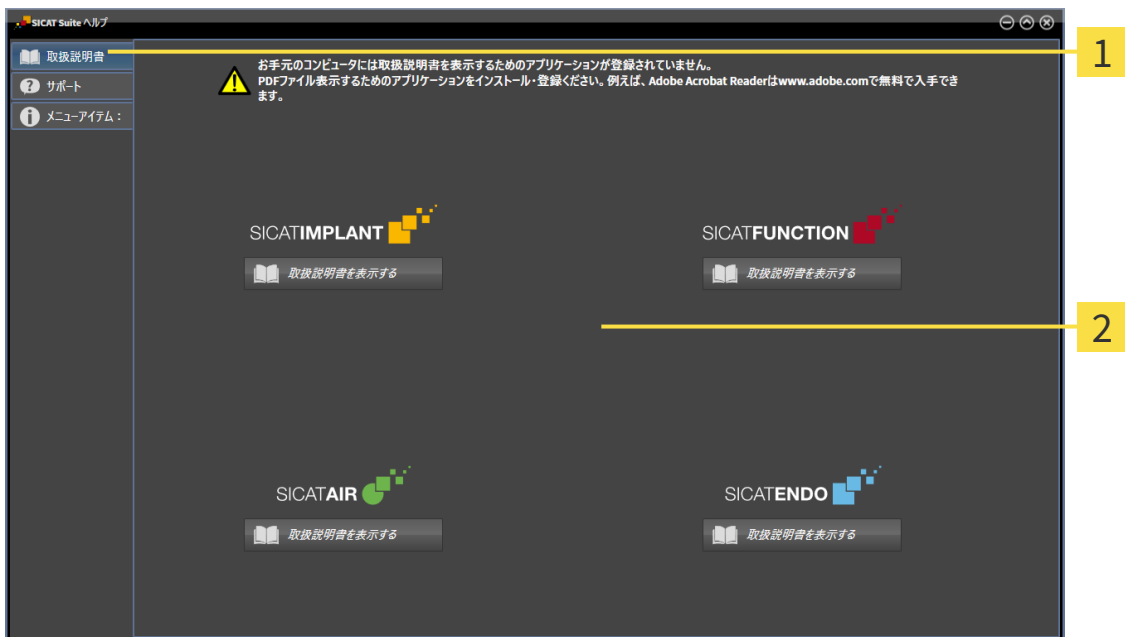 SICAT Suite ヘルプ
取扱説明書
1
お手元のコンピュータには取扱説明書を表示するためのアプリケーションが登録されていません。
PDFファイル表示するためのアプリケーションをインストール・登録ください。例えば、Adobe Acrobat Readerはwww.adobe.comで無料で入手でき
ます。
サポート
メニューアイテム：
SICATIMPLANT
SICATFUNCTION
取扱説明書を表示する
取扱説明書を表示する
2
SICATAIR
SICATENDO
取扱説明書を表示する
取扱説明書を表示する